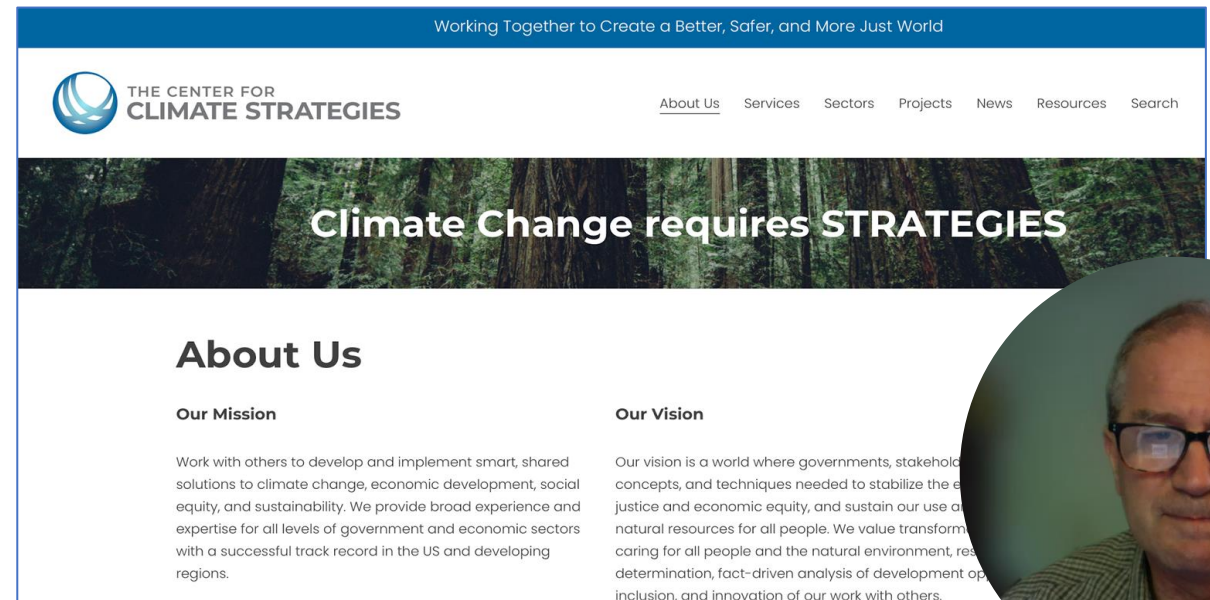 Working Together to Create a Better, Safer, and More Just World
THE CENTER FOR
CLIMATE STRATEGIES
About Us Services Sectors Projects News Resources Search
Climate Change requires STRATEGIES
About Us
Our Mission
Work with others to develop and implement smart, shared
solutions to climate change, economic development, social
equity, and sustainability. We provide broad experience and
expertise for all levels of government and economic sectors
with a successful track record in the US and developing
regions.
Our Vision
Our vision is a world where governments,
concepts, and techniques needed to stabilize the
justice and economic equity, and sustain our use
natural resources for all people. We value
caring for all people and the natural environment,
determination, fact-driven analysis of development
inclusion, and innovation of our work with others.